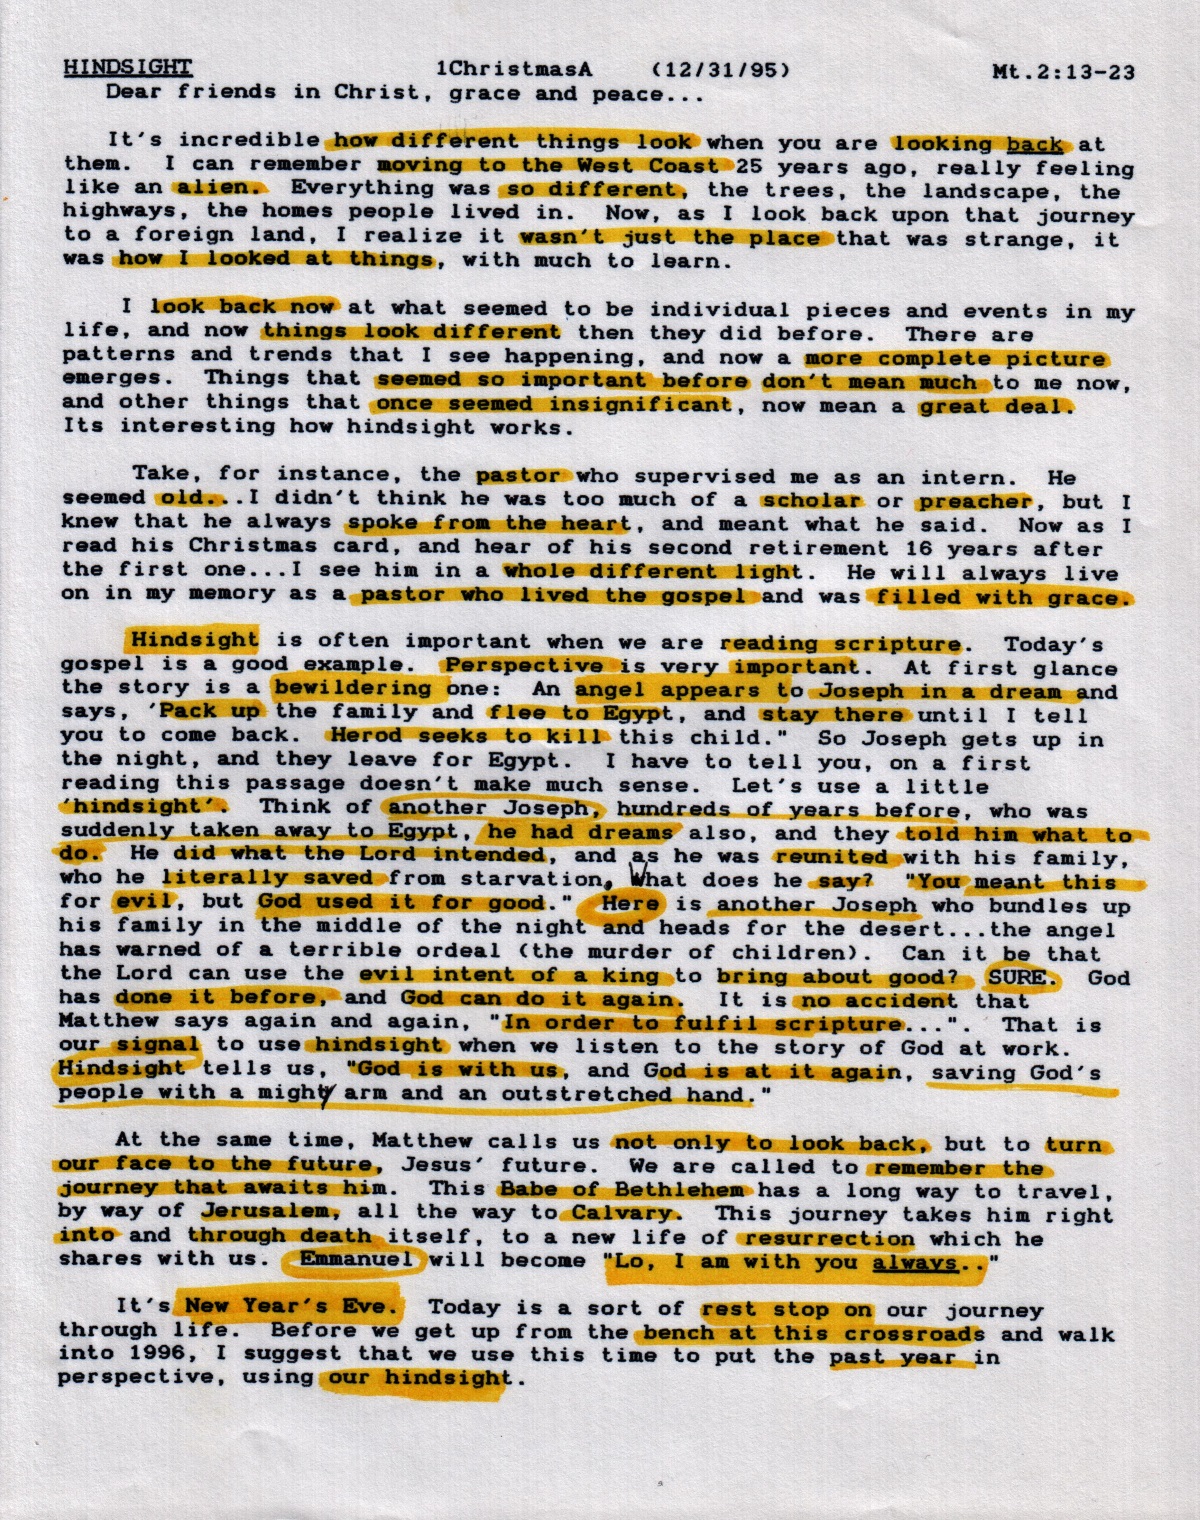 HINDSIGHT 1ChristmasA (12/31/95) Mt.2:13-23
Dear friends in Christ, grace and peace...
It's incredible how different things look when you are looking back at
them. I can remember moving to the West Coast 25 years ago, really feeling
like an alien. Everything was so different, the trees, the landscape, the
highways, the homes people lived in. Now, as I look back upon that journey
to a foreign land, I realize it wasn't just the place that was strange, it
was how I looked at things, with much to learn.
I look back now at what seemed to be individual pieces and events in my
life, and now things look different then they did before. There are
patterns and trends that I see happening, and now a more complete picture
emerges. Things that seemed so important before don't mean much to me now,
and other things that once seemed insignificant, now mean a great deal.
Its interesting how hindsight works.
Take, for instance, the pastor who supervised me as an intern. He
seemed old...I didn't think he was too much of a scholar or preacher, but I
knew that he always spoke from the heart, and meant what he said. Now as I
read his Christmas card, and hear of his second retirement 16 years after
the first one...I see him in a whole different light. He will always live
on in my memory as a pastor who lived the gospel and was filled with grace.
Hindsight is often important when we are reading scripture. Today's
gospel is a good example. Perspective is very important. At first glance
the story is a bewildering one: An angel appears to Joseph in a dream and
says, 'Pack up the family and flee to Egypt, and stay there until I tell
you to come back. Herod seeks to kill this child." So Joseph gets up in
the night, and they leave for Egypt. I have to tell you, on a first
reading this passage doesn't make much sense. Let's use a little
'hindsight'. Think of another Joseph, hundreds of years before, who was
suddenly taken away to Egypt, he had dreams also, and they told him what to
do. He did what the Lord intended, and as he was reunited with his family,
who he literally saved from starvation. What does he say? "You meant this
for evil, but God used it for good." Here is another Joseph who bundles up
his family in the middle of the night and heads for the desert...the angel
has warned of a terrible ordeal (the murder of children). Can it be that
the Lord can use the evil intent of a king to bring about good? SURE. God
has done it before, and God can do it again. It is no accident that
Matthew says again and again, "In order to fulfil scripture...". That is
our signal to use hindsight when we listen to the story of God at work.
Hindsight tells us, "God is with us, and God is at it again, saving God's
people with a mighty arm and an outstretched hand."
At the same time, Matthew calls us not only to look back, but to turn
our face to the future, Jesus' future. We are called to remember the
journey that awaits him. This Babe of Bethlehem has a long way to travel,
by way of Jerusalem, all the way to Calvary. This journey takes him right
into and through death itself, to a new life of resurrection which he
shares with us. Emmanuel will become "Lo, I am with you always.."
It's New Year's Eve. Today is a sort of rest stop on our journey
through life. Before we get up from the bench at this crossroads and walk
into 1996, I suggest that we use this time to put the past year in
perspective, using our hindsight.